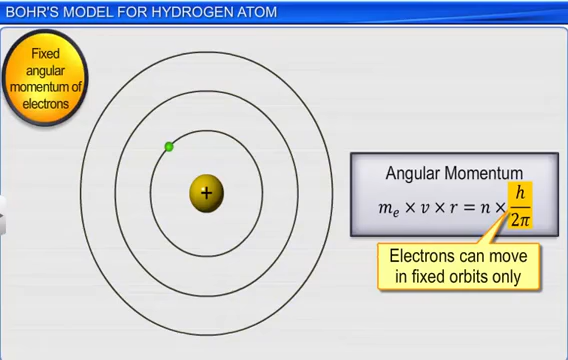 BOHR'S MODEL FOR HYDROGEN ATOM
Fixed
angular
momentum of
electrons
+
Angular Momentum
mₑ × v × r = n × h/2π
Electrons can move
in fixed orbits only